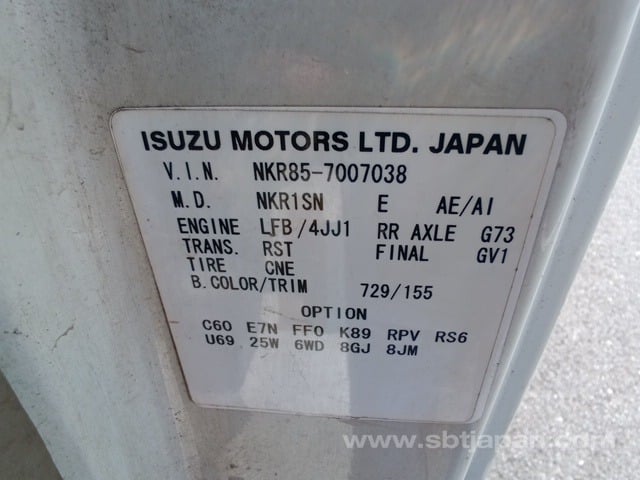 ISUZU MOTORS LTD. JAPAN
V.I.N. NKR85-7007038
M.D. NKR1SN E AE/AI
ENGINE LFB/4JJ1 RR AXLE G73
TRANS. RST FINAL GV1
TIRE CNE
B.COLOR/TRIM 729/155
OPTION
C60 E7N FF0 K89 RPV RS6
U69 25W 6WD 8GJ 8JM
www.sbtjapan.com